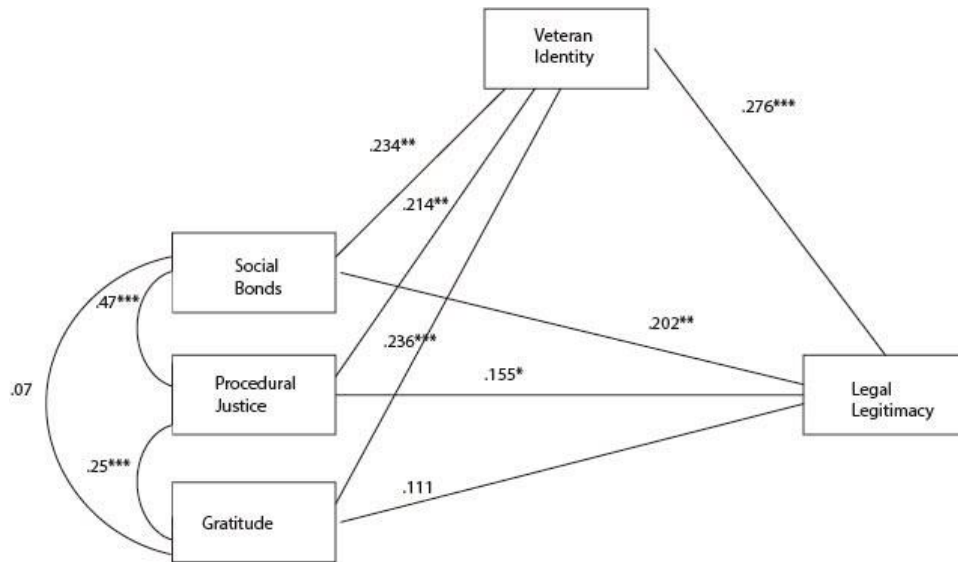 Veteran
Identity
.276***
.234**
.214**
Social
Bonds
.47***
.202**
.236***
.07
Procedural
Justice
.155*
Legal
Legitimacy
.25***
.111
Gratitude